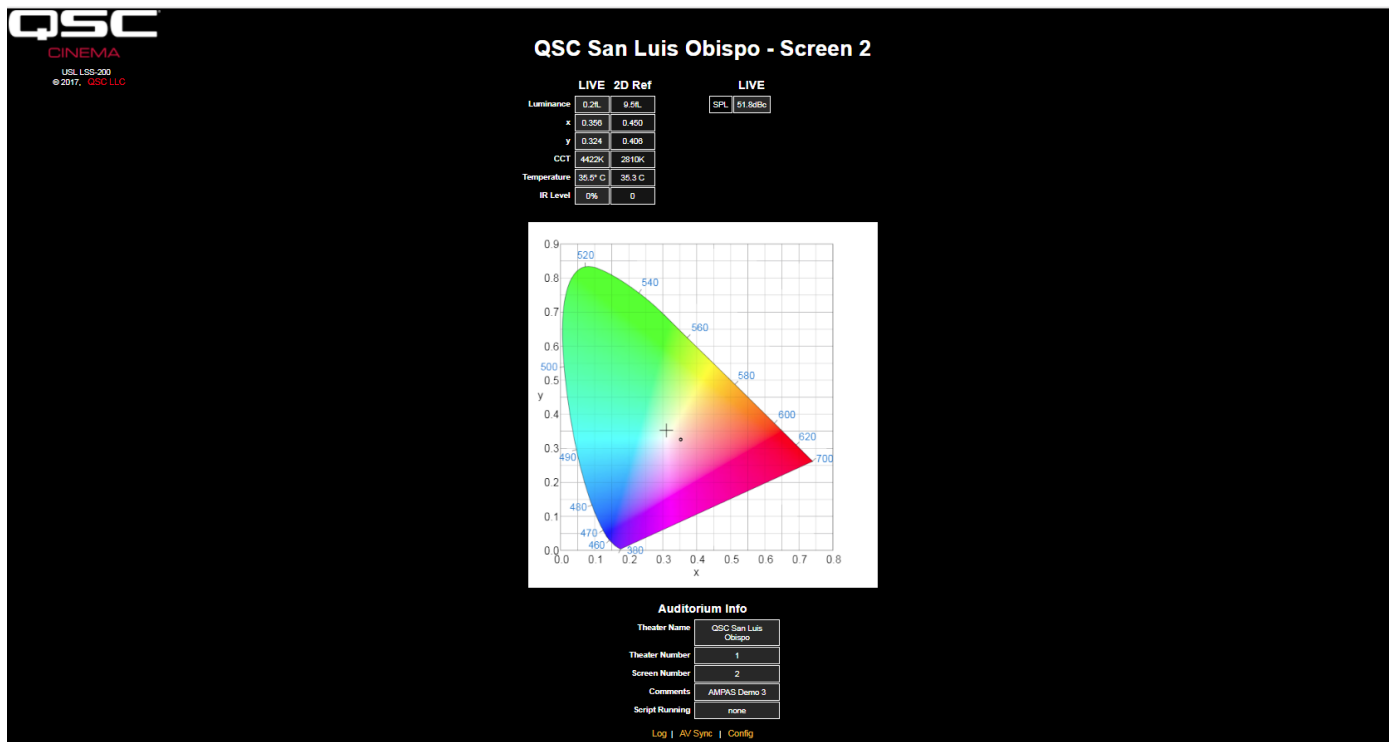 QSC
CINEMA
USL LSS-200
© 2017, QSC LLC
QSC San Luis Obispo - Screen 2
LIVE 2D Ref
Luminance 0.2fL 9.5fL
x 0.356 0.450
y 0.324 0.406
CCT 4422K 2810K
Temperature 35.5° C 35.3 C
IR Level 0% 0
LIVE
SPL 51.8dBc
0.9
0.8
0.7
0.6
0.5
y
0.4
0.3
0.2
0.1
0.0
520
540
560
500
580
600
620
490
700
480
470
460
380
0.0 0.1 0.2 0.3 0.4 0.5 0.6 0.7 0.8
x
Auditorium Info
Theater Name QSC San Luis
Obispo
Theater Number 1
Screen Number 2
Comments AMPAS Demo 3
Script Running none
Log | AV Sync | Config